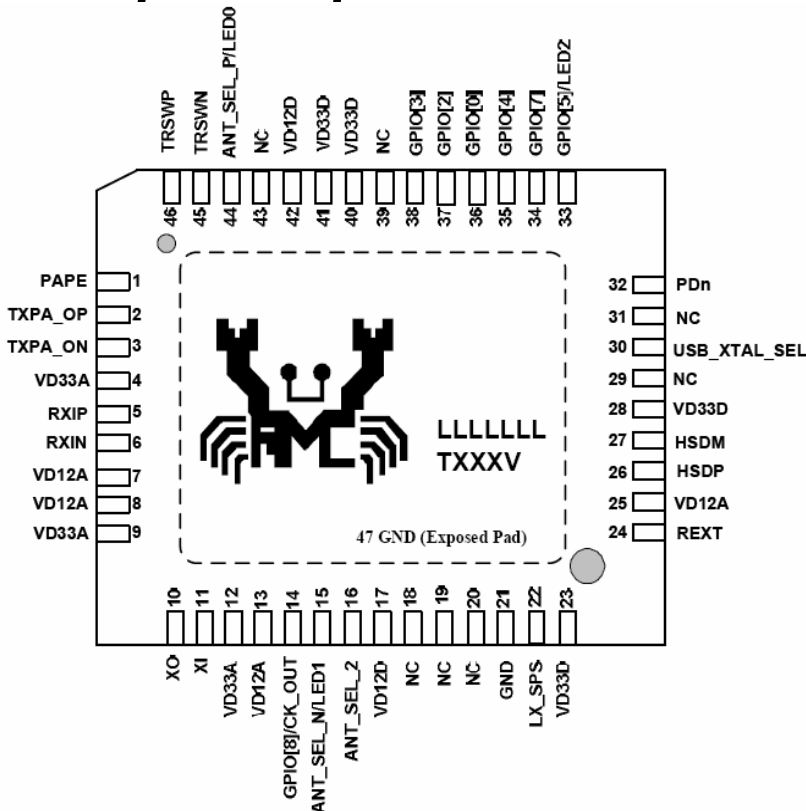 TRSWP
TRSWN
ANT_SEL_P/LED0
NC
VD12D
VD33D
VD33D
NC
GPIO[3]
GPIO[2]
GPIO[0]
GPIO[4]
GPIO[7]
GPIO[5]/LED2
46
45
44
43
42
41
40
39
38
37
36
35
34
33
PAPE 1
TXPA_OP 2
TXPA_ON 3
VD33A 4
RXIP 5
RXIN 6
VD12A 7
VD12A 8
VD33A 9
32 PDn
31 NC
30 USB_XTAL_SEL
29 NC
28 VD33D
27 HSDM
26 HSDP
25 VD12A
24 REXT
LLLLLLL
TXXXV
47 GND (Exposed Pad)
10
11
12
13
14
15
16
17
18
19
20
21
22
23
XO
XI
VD33A
VD12A
GPIO[8]/CK_OUT
ANT_SEL_N/LED1
ANT_SEL_2
VD12D
NC
NC
NC
GND
LX_SPS
VD33D